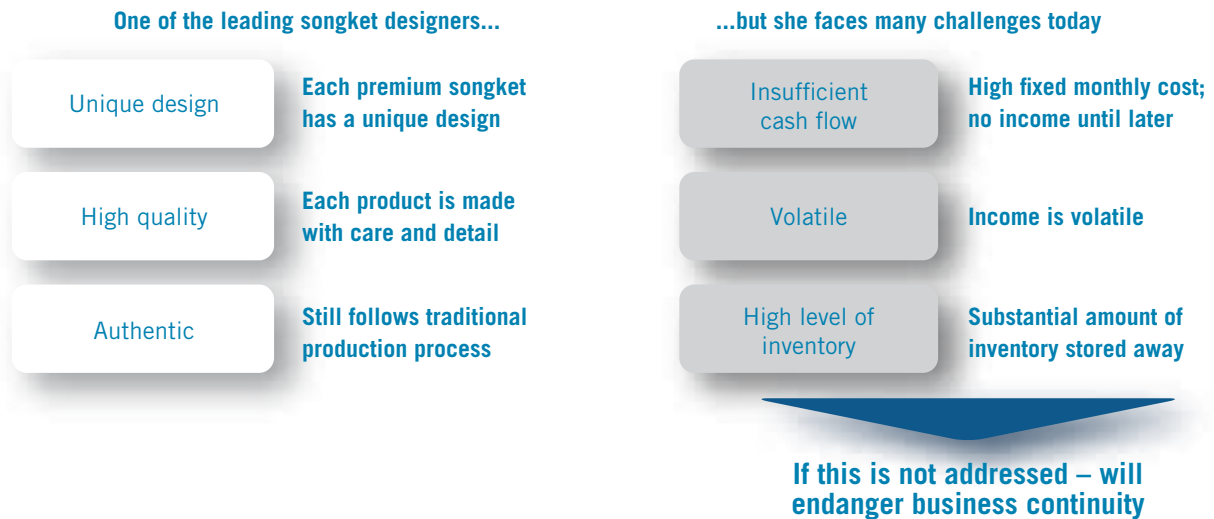 One of the leading songket designers...
Unique design
Each premium songket
has a unique design
High quality
Each product is made
with care and detail
Authentic
Still follows traditional
production process
...but she faces many challenges today
Insufficient
cash flow
High fixed monthly cost;
no income until later
Volatile
Income is volatile
High level of
inventory
Substantial amount of
inventory stored away
If this is not addressed – will
endanger business continuity